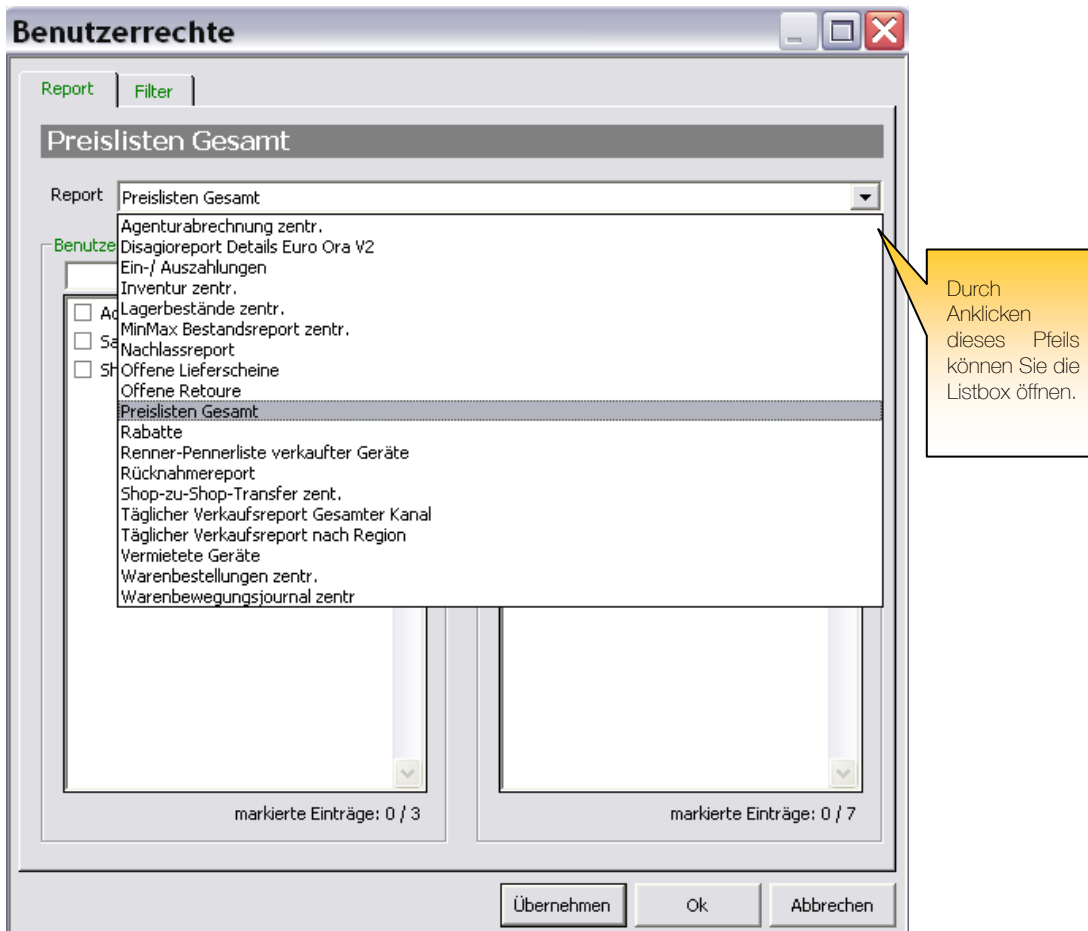 Benutzerrechte
Report
Filter
Preislisten Gesamt
Report
Preislisten Gesamt
Agenturabrechnung zentr.
Disagioreport Details Euro Ora V2
Ein-/ Auszahlungen
Inventur zentr.
Lagerbestände zentr.
MinMax Bestandsreport zentr.
Nachlassreport
Offene Lieferscheine
Offene Retoure
Preislisten Gesamt
Rabatte
Renner-Pennerliste verkaufter Geräte
Rücknahmereport
Shop-zu-Shop-Transfer zent.
Täglicher Verkaufsreport Gesamter Kanal
Täglicher Verkaufsreport nach Region
Vermietete Geräte
Warenbestellungen zentr.
Warenbewegungsjournal zentr
Durch
Anklicken
dieses Pfeils
können Sie die
Listbox öffnen.
markierte Einträge: 0 / 3
markierte Einträge: 0 / 7
Übernehmen
Ok
Abbrechen